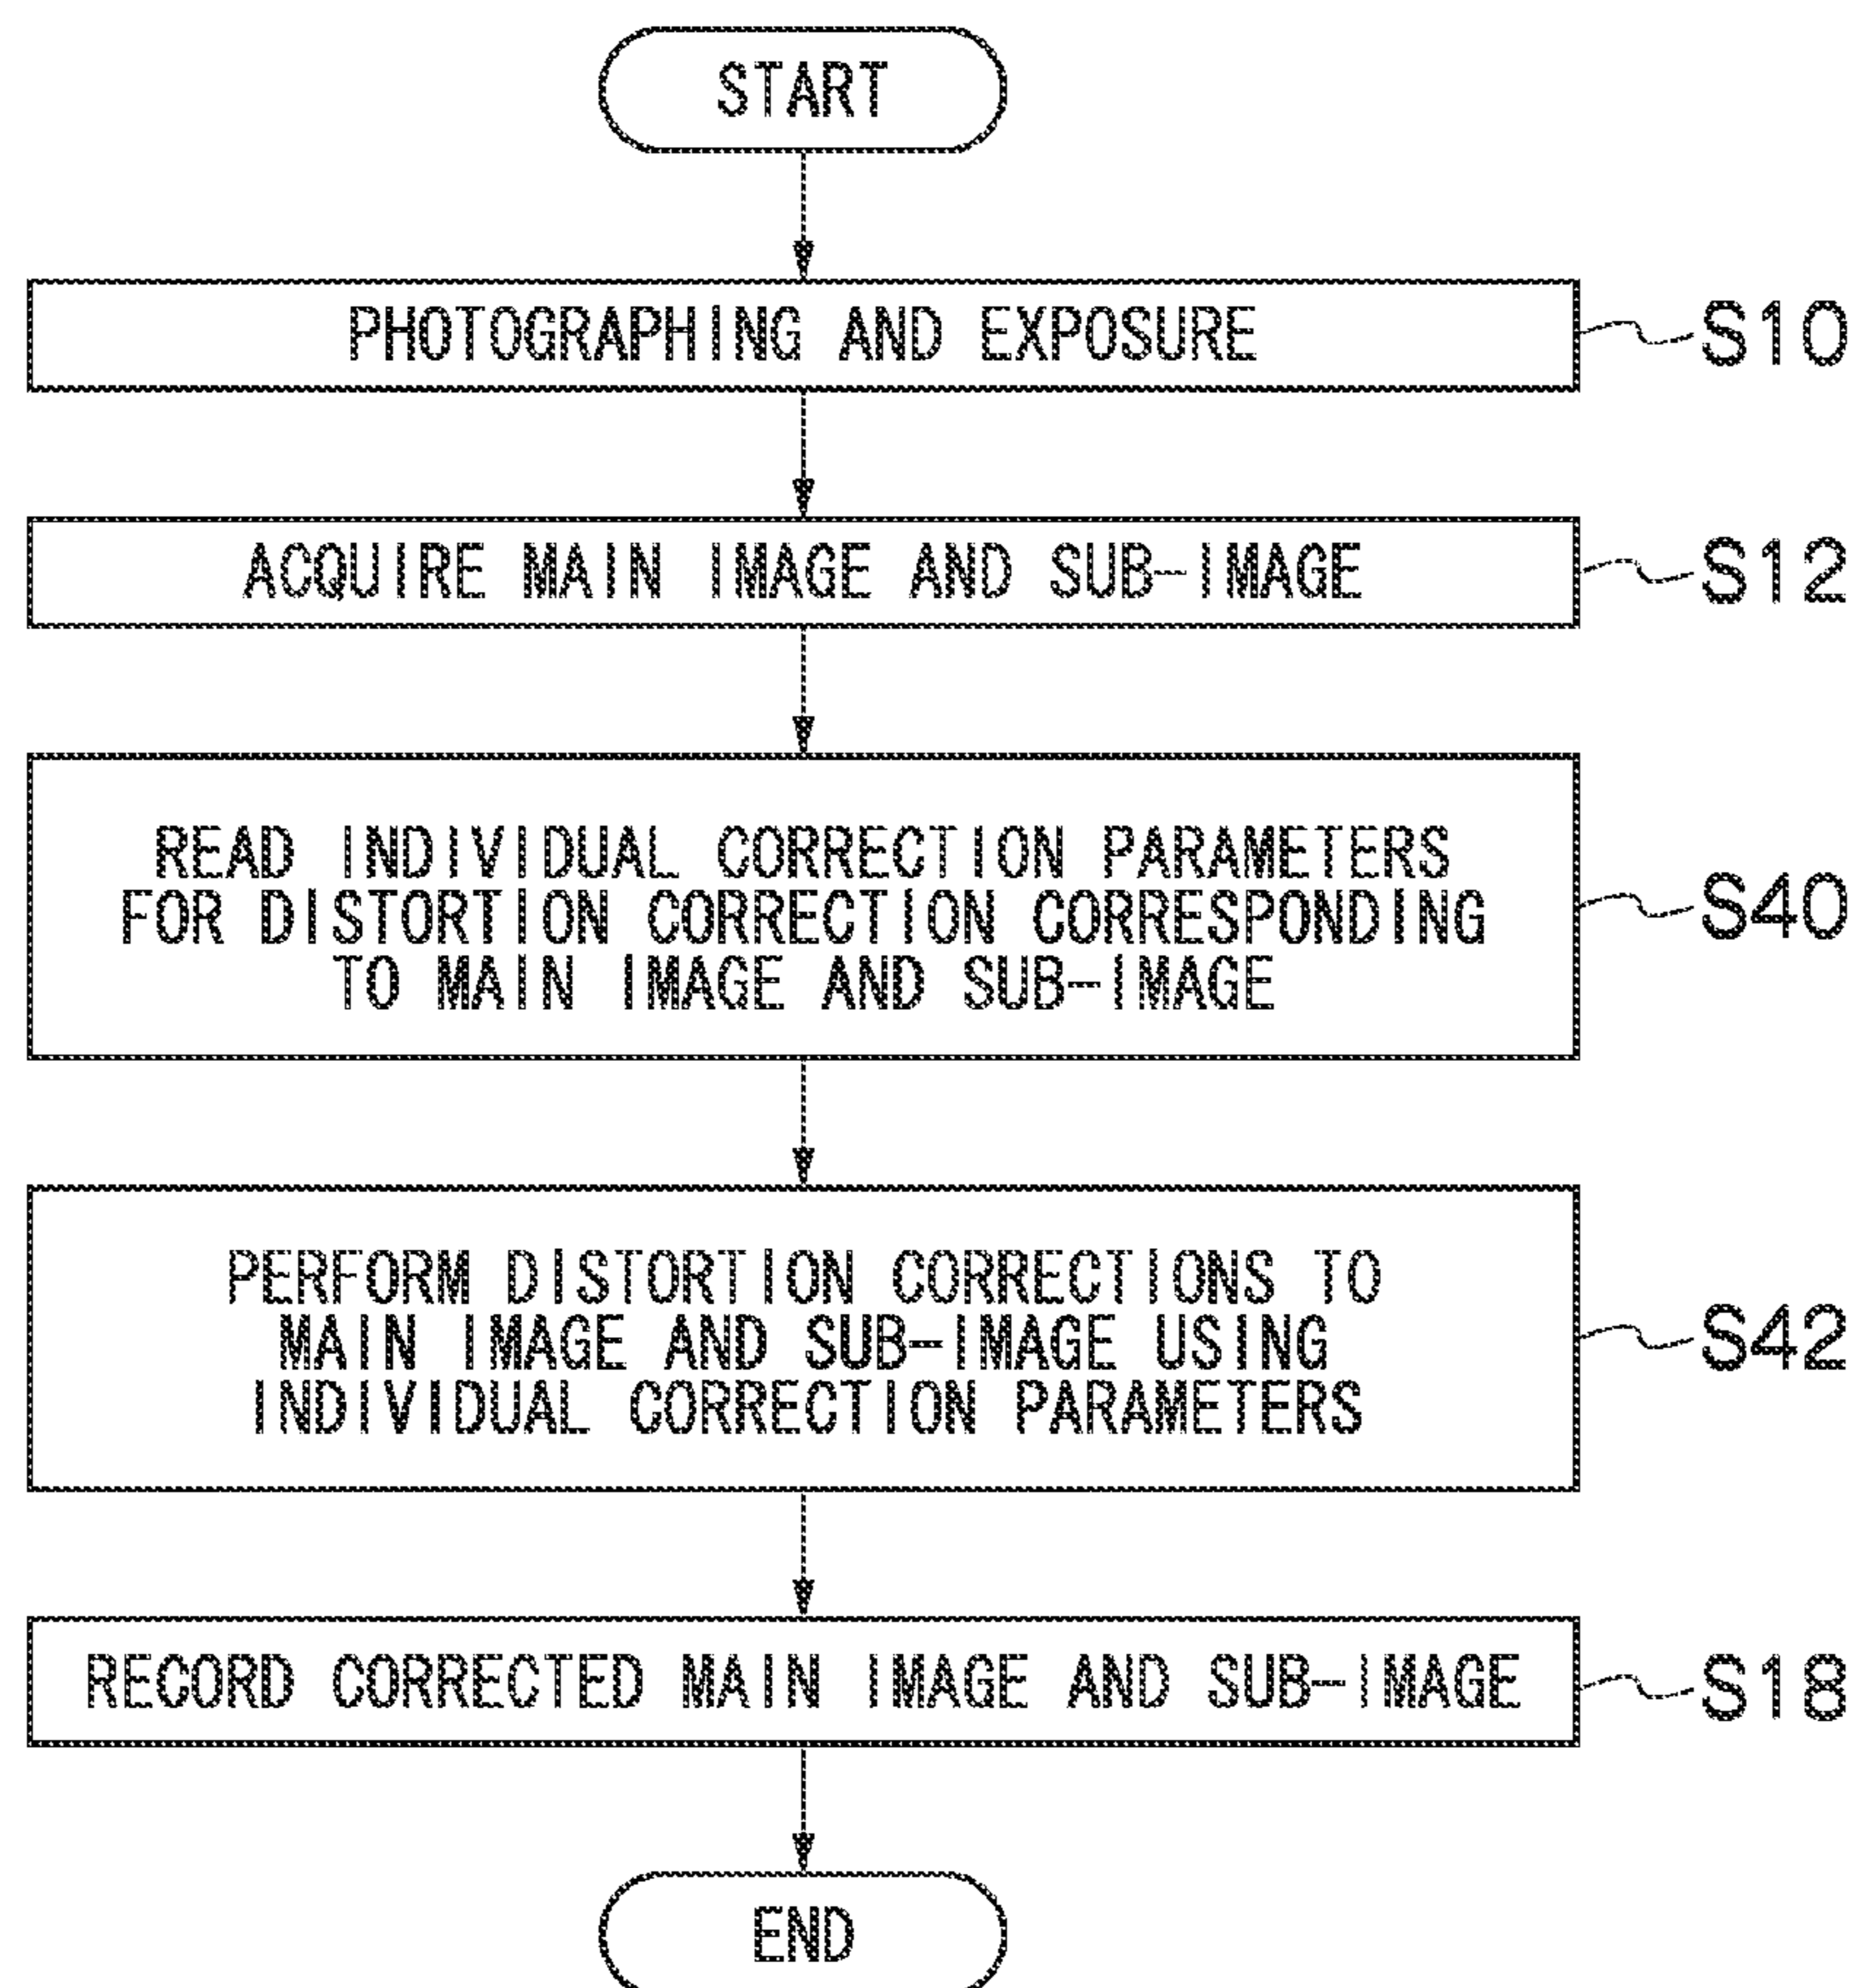 START
PHOTOGRAPHING AND EXPOSURE
S10
ACQUIRE MAIN IMAGE AND SUB-IMAGE
S12
READ INDIVIDUAL CORRECTION PARAMETERS
FOR DISTORTION CORRECTION CORRESPONDING
TO MAIN IMAGE AND SUB-IMAGE
S40
PERFORM DISTORTION CORRECTIONS TO
MAIN IMAGE AND SUB-IMAGE USING
INDIVIDUAL CORRECTION PARAMETERS
S42
RECORD CORRECTED MAIN IMAGE AND SUB-IMAGE
S18
END